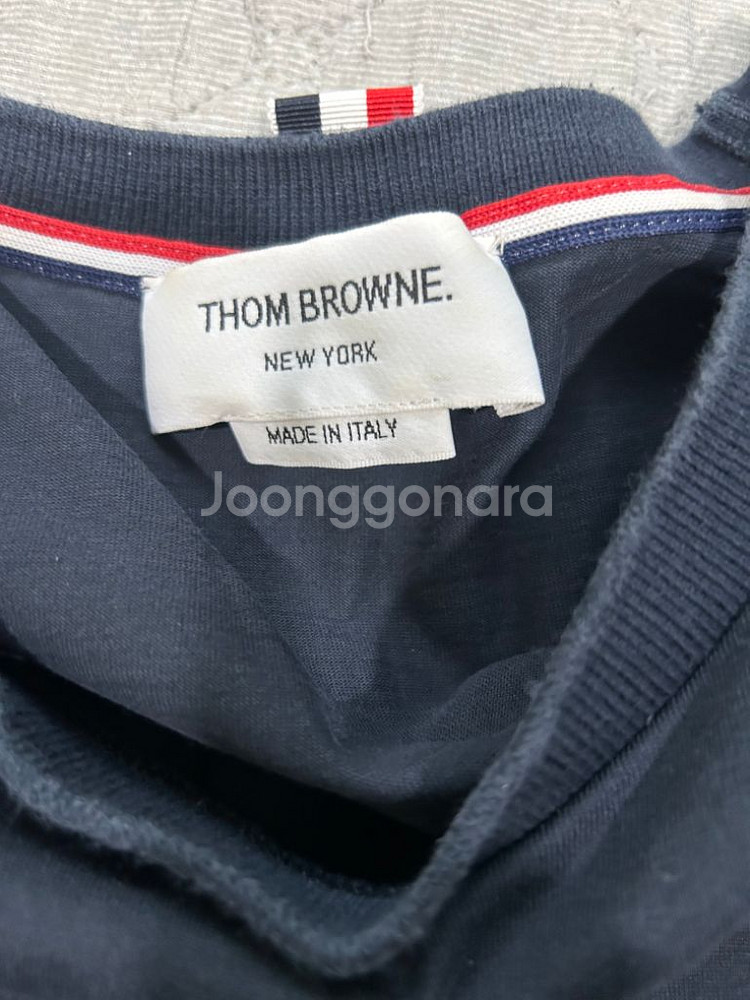 THOM BROWNE.
NEW YORK
MADE IN ITALY
Joonggonara